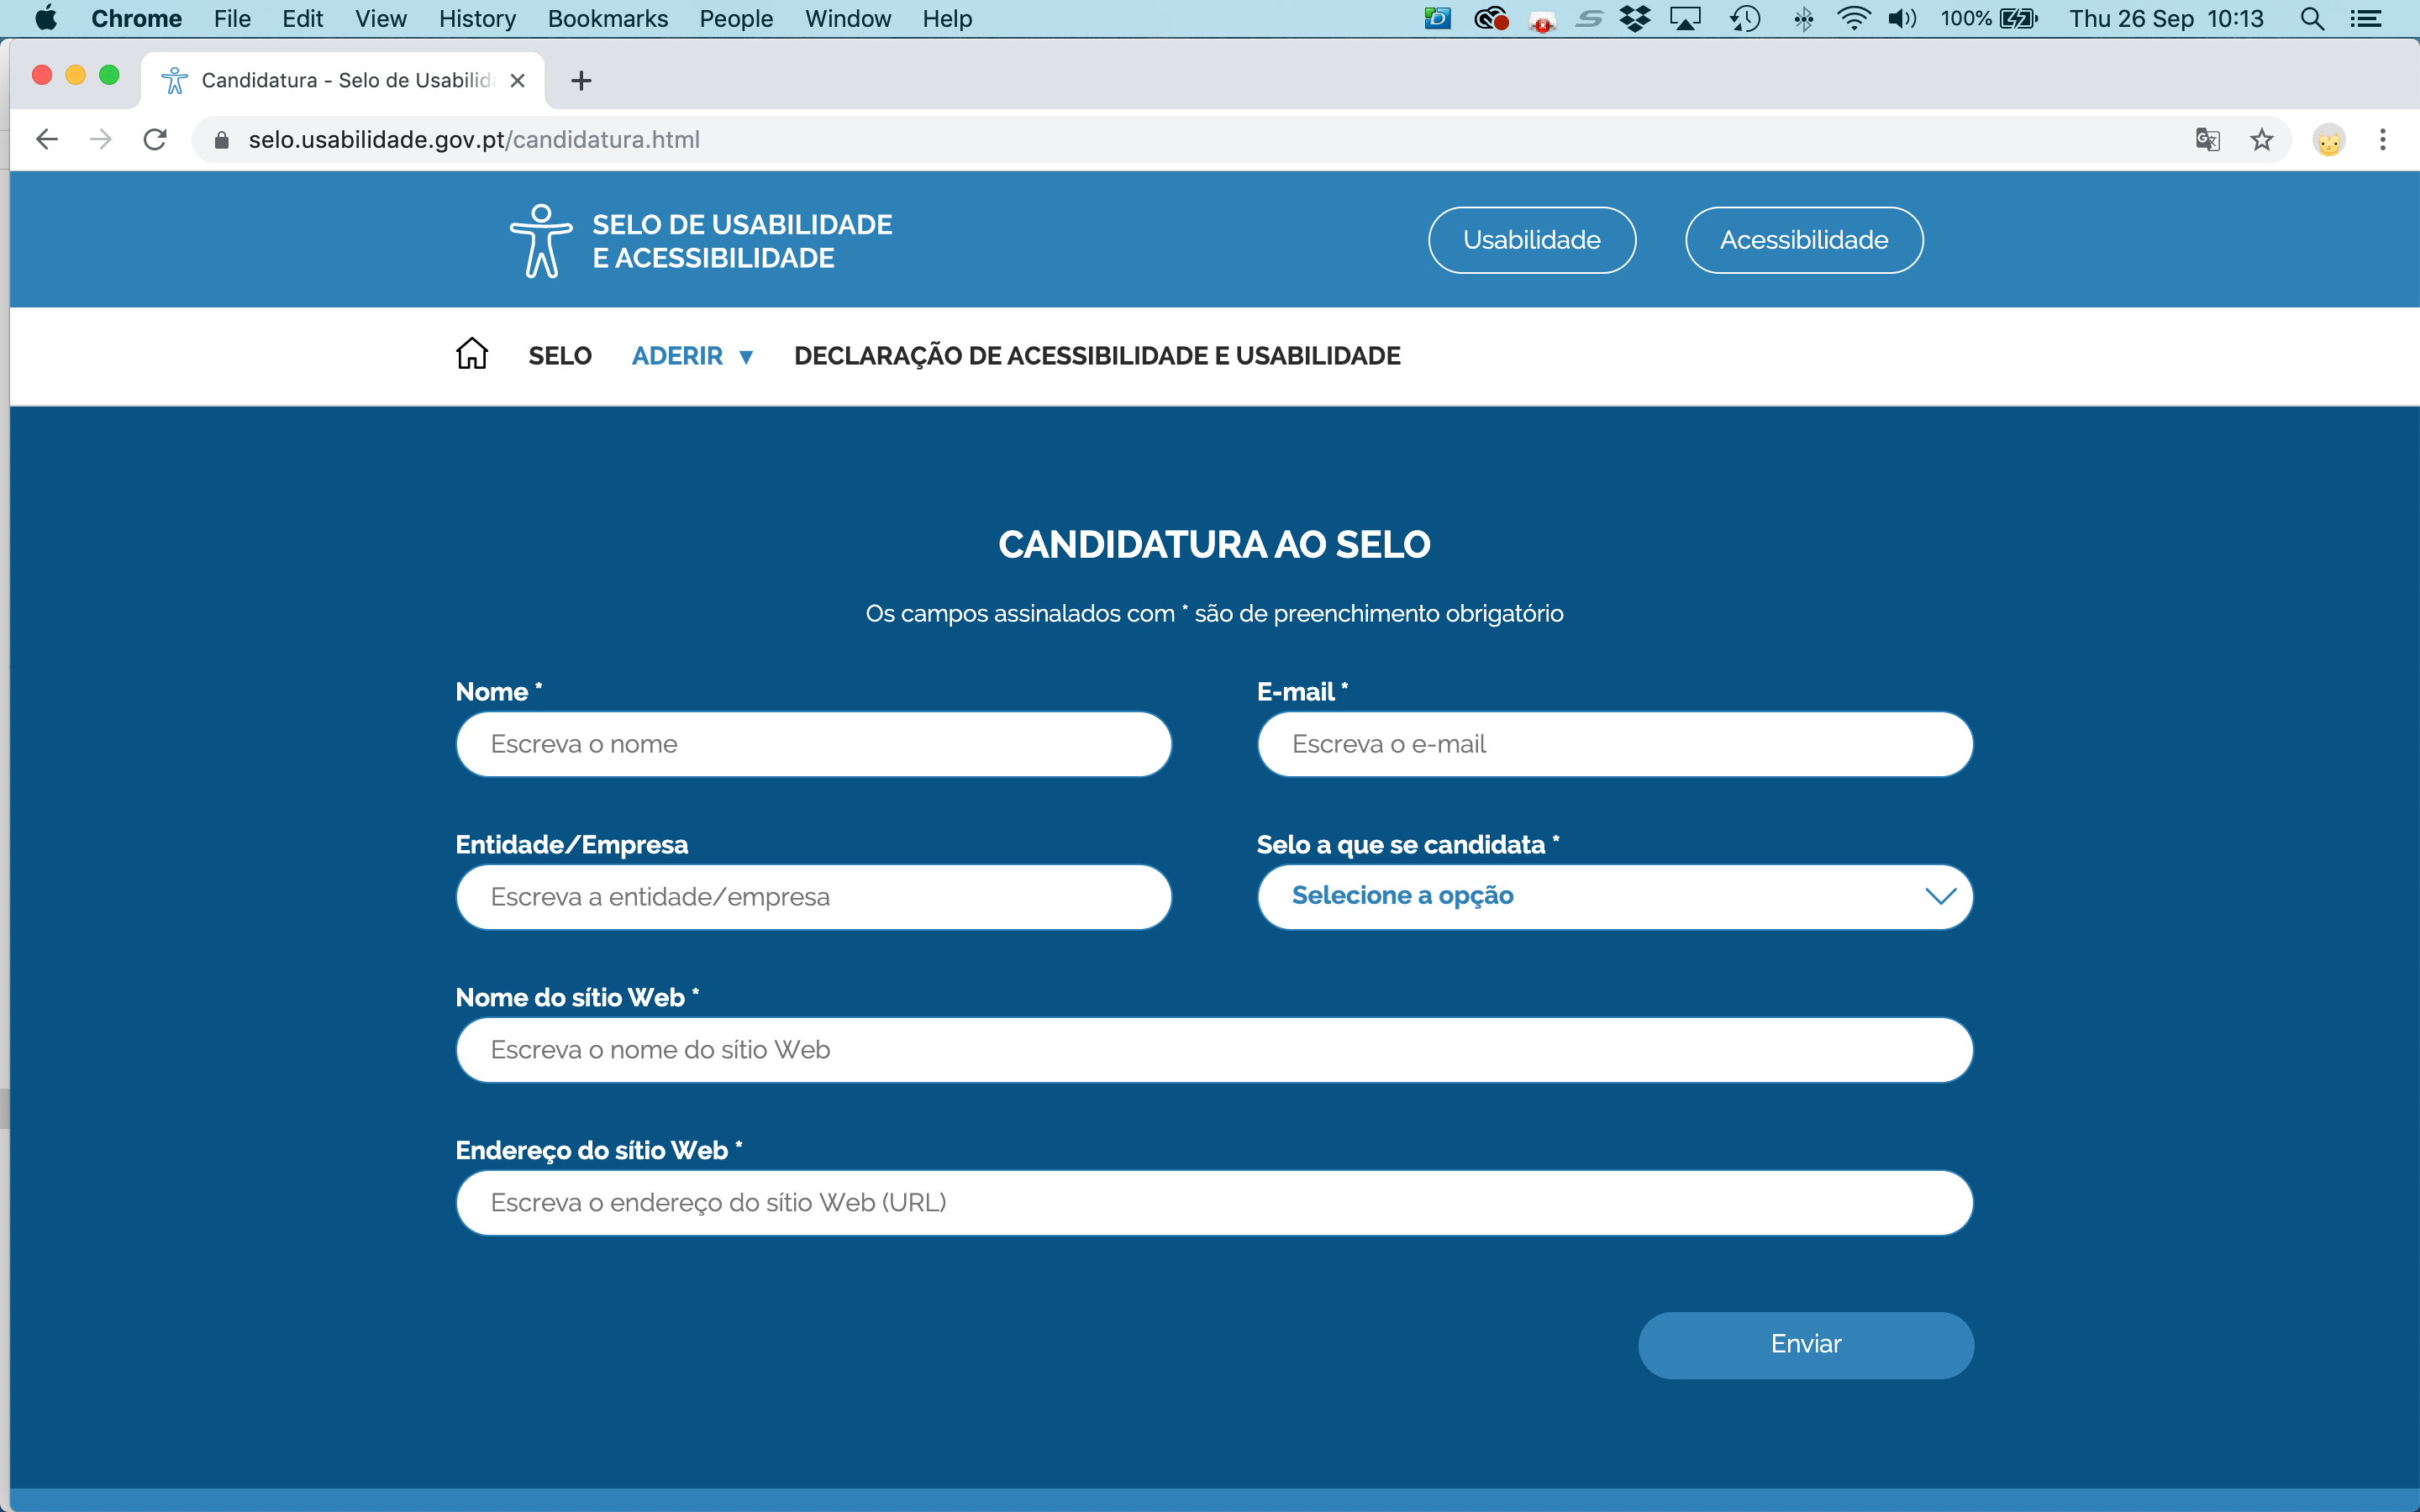 Chrome File Edit View History Bookmarks People Window Help 100% Thu 26 Sep 10:13
Candidatura - Selo de Usabilid
selo.usabilidade.gov.pt/candidatura.html
SELO DE USABILIDADE
E ACESSIBILIDADE
Usabilidade Acessibilidade
SELO ADERIR ▼ DECLARAÇÃO DE ACESSIBILIDADE E USABILIDADE
CANDIDATURA AO SELO
Os campos assinalados com * são de preenchimento obrigatório
Nome * E-mail *
Escreva o nome Escreva o e-mail
Entidade/Empresa Selo a que se candidata *
Escreva a entidade/empresa Selecione a opção
Nome do sítio Web *
Escreva o nome do sítio Web
Endereço do sítio Web *
Escreva o endereço do sítio Web (URL)
Enviar